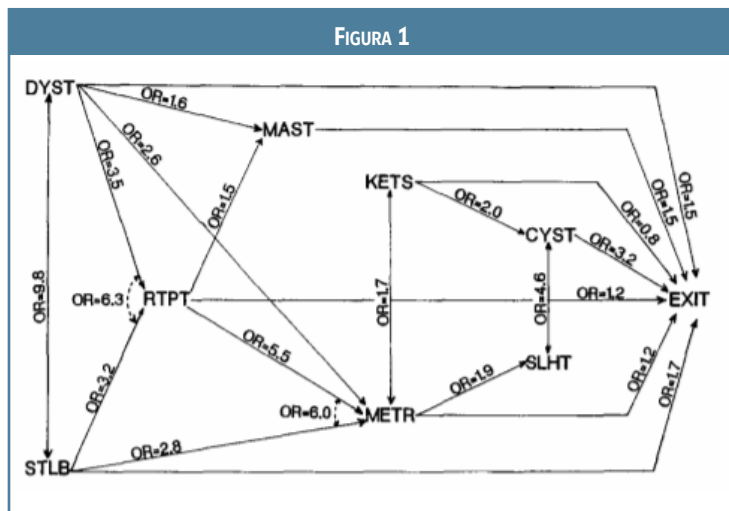 FIGURA 1
DYST
OR=1.6
MAST
OR=2.6
OR=3.5
OR=1.5
KETS
OR=2.0
OR=0.8
OR=1.5
OR=1.5
CYST
OR=3.2
OR=9.8
OR=6.3
RTPT
OR=1.7
OR=4.6
OR=1.2
EXIT
OR=5.5
SLHT
OR=3.2
OR=1.9
OR=1.2
OR=1.7
OR=6.0
METR
OR=2.8
STLB